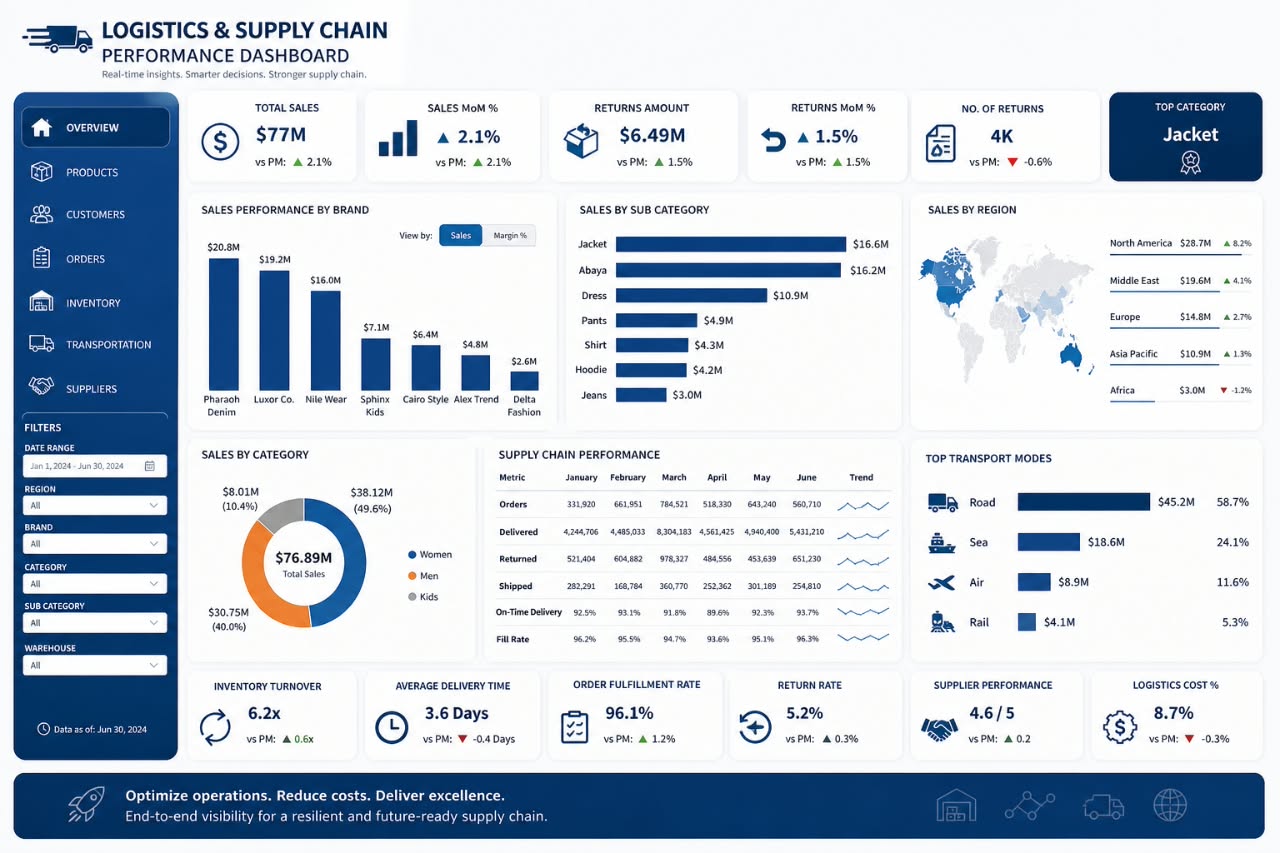 LOGISTICS & SUPPLY CHAIN
PERFORMANCE DASHBOARD
Real-time insights. Smarter decisions. Stronger supply chain.
OVERVIEW
PRODUCTS
CUSTOMERS
ORDERS
INVENTORY
TRANSPORTATION
SUPPLIERS
FILTERS
DATE RANGE
Jan 1, 2024 - Jun 30, 2024
REGION
All
BRAND
All
CATEGORY
All
SUB CATEGORY
All
WAREHOUSE
All
Data as of: Jun 30, 2024
TOTAL SALES
$77M
vs PM: ▲ 2.1%
SALES MoM %
▲ 2.1%
vs PM: ▲ 2.1%
RETURNS AMOUNT
$6.49M
vs PM: ▲ 1.5%
RETURNS MoM %
▲ 1.5%
vs PM: ▲ 1.5%
NO. OF RETURNS
4K
vs PM: ▼ -0.6%
TOP CATEGORY
Jacket
SALES PERFORMANCE BY BRAND
View by: Sales Margin %
$20.8M
$19.2M
$16.0M
$7.1M
$6.4M
$4.8M
$2.6M
Pharaoh Denim
Luxor Co.
Nile Wear
Sphinx Kids
Cairo Style
Alex Trend
Delta Fashion
SALES BY SUB CATEGORY
Jacket $16.6M
Abaya $16.2M
Dress $10.9M
Pants $4.9M
Shirt $4.3M
Hoodie $4.2M
Jeans $3.0M
SALES BY REGION
North America $28.7M ▲ 8.2%
Middle East $19.6M ▲ 4.1%
Europe $14.8M ▲ 2.7%
Asia Pacific $10.9M ▲ 1.3%
Africa $3.0M ▼ -1.2%
SALES BY CATEGORY
$8.01M
(10.4%)
$38.12M
(49.6%)
$76.89M
Total Sales
$30.75M
(40.0%)
Women
Men
Kids
SUPPLY CHAIN PERFORMANCE
Metric January February March April May June Trend
Orders 331,920 661,951 784,521 518,330 643,240 560,710
Delivered 4,244,706 4,485,033 8,304,183 4,561,425 4,940,400 5,431,210
Returned 521,404 604,882 978,327 484,556 453,639 651,230
Shipped 282,291 168,784 360,770 252,362 301,189 254,810
On-Time Delivery 92.5% 93.1% 91.8% 89.6% 92.3% 93.7%
Fill Rate 96.2% 95.5% 94.7% 93.6% 95.1% 96.3%
TOP TRANSPORT MODES
Road $45.2M 58.7%
Sea $18.6M 24.1%
Air $8.9M 11.6%
Rail $4.1M 5.3%
INVENTORY TURNOVER
6.2x
vs PM: ▲ 0.6x
AVERAGE DELIVERY TIME
3.6 Days
vs PM: ▼ -0.4 Days
ORDER FULFILLMENT RATE
96.1%
vs PM: ▲ 1.2%
RETURN RATE
5.2%
vs PM: ▲ 0.3%
SUPPLIER PERFORMANCE
4.6 / 5
vs PM: ▲ 0.2
LOGISTICS COST %
8.7%
vs PM: ▼ -0.3%
Optimize operations. Reduce costs. Deliver excellence.
End-to-end visibility for a resilient and future-ready supply chain.